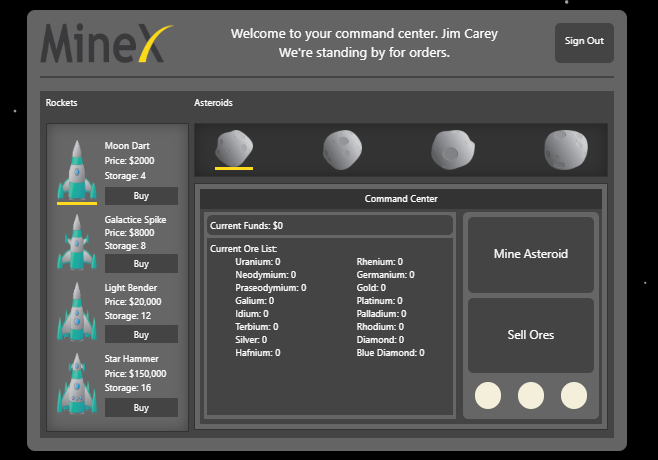 MineX
Welcome to your command center. Jim Carey
We're standing by for orders.
Sign Out
Rockets
Asteroids
Moon Dart
Price: $2000
Storage: 4
Buy
Galactice Spike
Price: $8000
Storage: 8
Buy
Light Bender
Price: $20,000
Storage: 12
Buy
Star Hammer
Price: $150,000
Storage: 16
Buy
Command Center
Current Funds: $0
Current Ore List:
Uranium: 0
Neodymium: 0
Praseodymium: 0
Galium: 0
Idium: 0
Terbium: 0
Silver: 0
Hafnium: 0
Rhenium: 0
Germanium: 0
Gold: 0
Platinum: 0
Palladium: 0
Rhodium: 0
Diamond: 0
Blue Diamond: 0
Mine Asteroid
Sell Ores